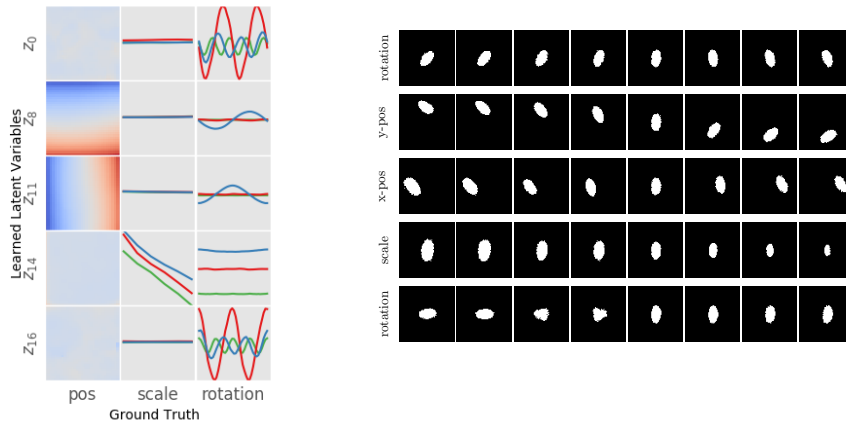 Learned Latent Variables
Z0
Z8
Z11
Z14
Z16
pos scale rotation
Ground Truth
rotation
y-pos
x-pos
scale
rotation